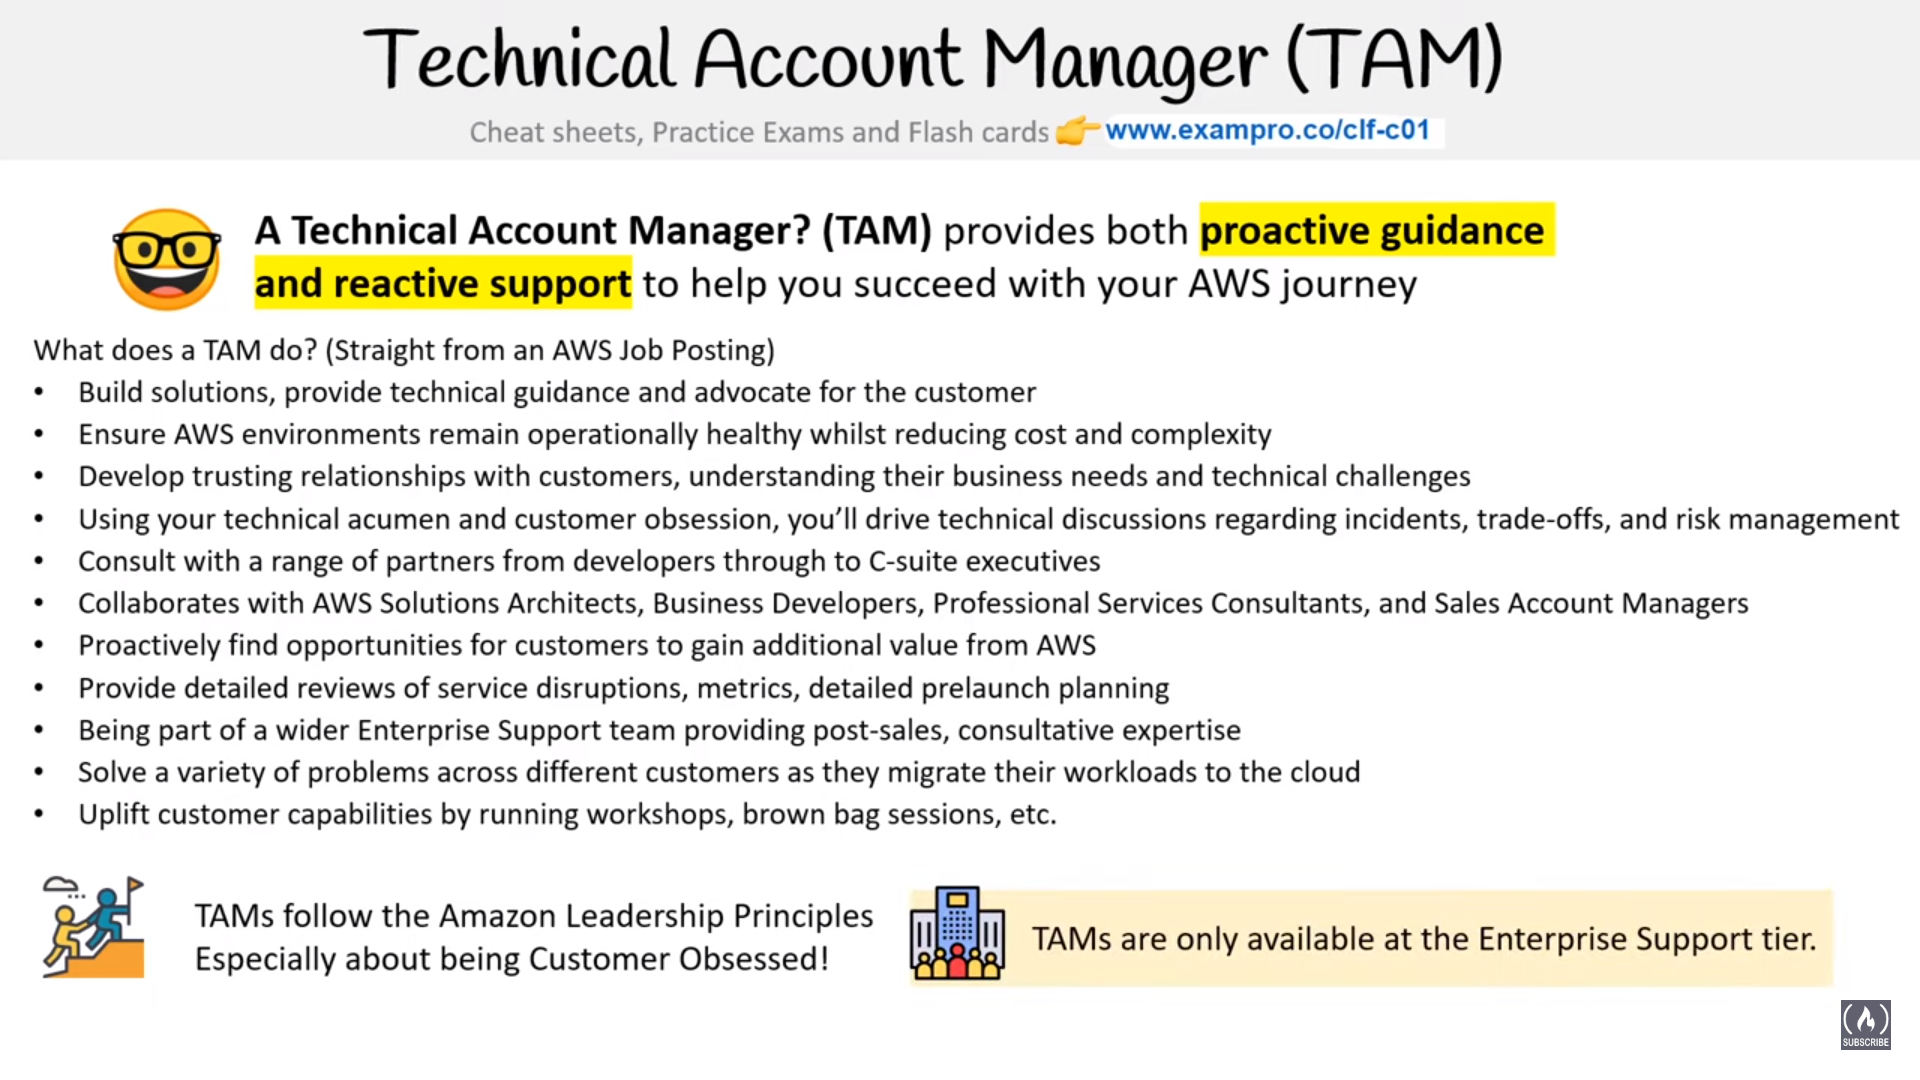 Technical Account Manager (TAM)
Cheat sheets, Practice Exams and Flash cards www.exampro.co/clf-c01
A Technical Account Manager? (TAM) provides both proactive guidance
and reactive support to help you succeed with your AWS journey
What does a TAM do? (Straight from an AWS Job Posting)
• Build solutions, provide technical guidance and advocate for the customer
• Ensure AWS environments remain operationally healthy whilst reducing cost and complexity
• Develop trusting relationships with customers, understanding their business needs and technical challenges
• Using your technical acumen and customer obsession, you’ll drive technical discussions regarding incidents, trade-offs, and risk management
• Consult with a range of partners from developers through to C-suite executives
• Collaborates with AWS Solutions Architects, Business Developers, Professional Services Consultants, and Sales Account Managers
• Proactively find opportunities for customers to gain additional value from AWS
• Provide detailed reviews of service disruptions, metrics, detailed prelaunch planning
• Being part of a wider Enterprise Support team providing post-sales, consultative expertise
• Solve a variety of problems across different customers as they migrate their workloads to the cloud
• Uplift customer capabilities by running workshops, brown bag sessions, etc.
TAMs follow the Amazon Leadership Principles
Especially about being Customer Obsessed!
TAMs are only available at the Enterprise Support tier.
SUBSCRIBE